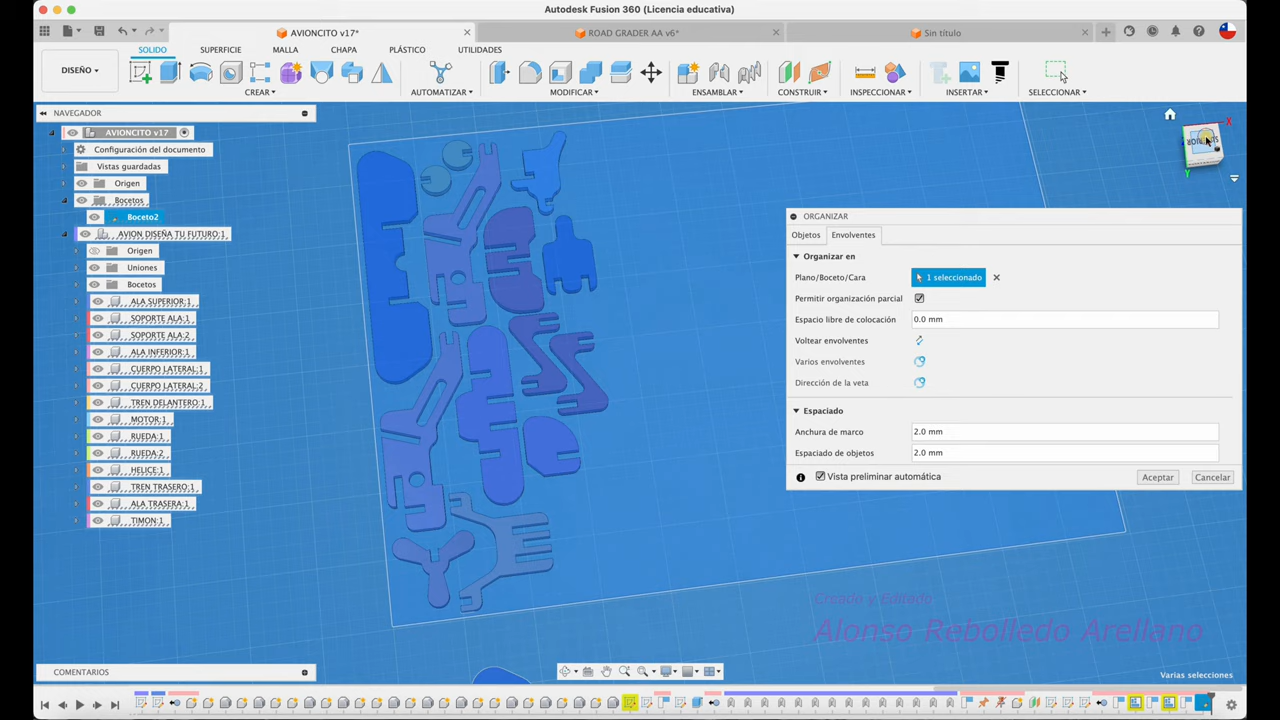 Autodesk Fusion 360 (Licencia educativa)
AVIONCITO v17*
ROAD GRADER AA v6*
Sin título
DISEÑO
SOLIDO
SUPERFICIE
MALLA
CHAPA
PLÁSTICO
UTILIDADES
CREAR
AUTOMATIZAR
MODIFICAR
ENSAMBLAR
CONSTRUIR
INSPECCIONAR
INSERTAR
SELECCIONAR
NAVEGADOR
AVIONCITO v17
Configuración del documento
Vistas guardadas
Origen
Bocetos
Boceto2
AVION DISEÑA TU FUTURO:1
Origen
Uniones
Bocetos
ALA SUPERIOR:1
SOPORTE ALA:1
SOPORTE ALA:2
ALA INFERIOR:1
CUERPO LATERAL:1
CUERPO LATERAL:2
TREN DELANTERO:1
MOTOR:1
RUEDA:1
RUEDA:2
HELICE:1
TREN TRASERO:1
ALA TRASERA:1
TIMON:1
X
Y
ORGANIZAR
Objetos
Envolventes
Organizar en
Plano/Boceto/Cara
1 seleccionado
Permitir organización parcial
Espacio libre de colocación
0.0 mm
Voltear envolventes
Varios envolventes
Dirección de la veta
Espaciado
Anchura de marco
2.0 mm
Espaciado de objetos
2.0 mm
Vista preliminar automática
Aceptar
Cancelar
Creado y Editado
Alonso Rebolledo Arellano
COMENTARIOS
Varias selecciones